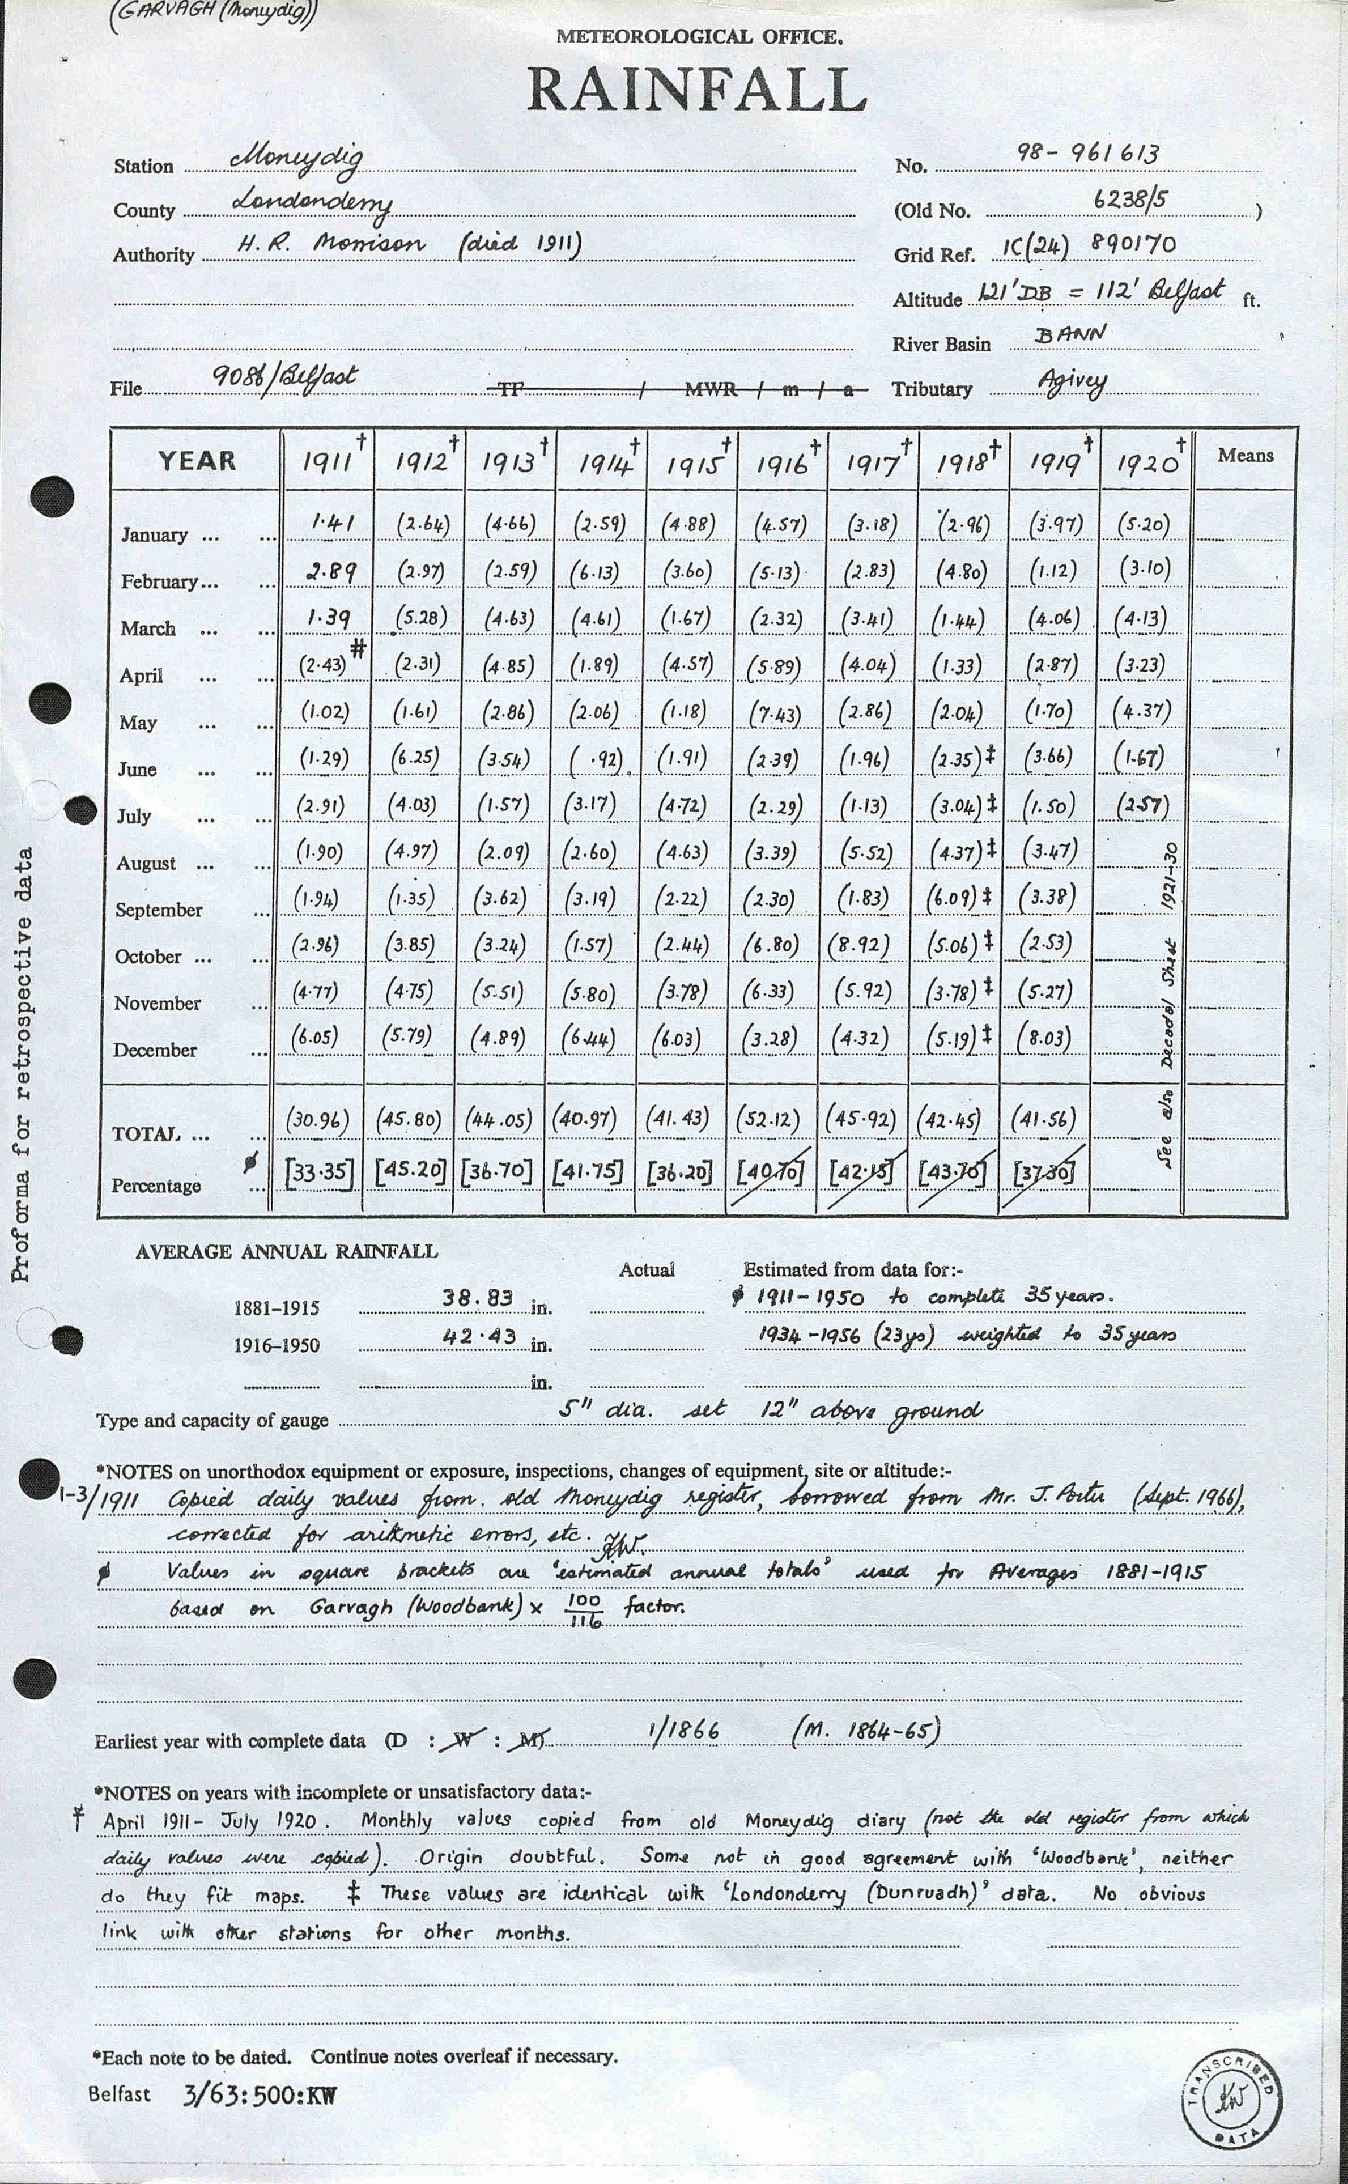 (GARVAGH (Moneydig))
METEOROLOGICAL OFFICE.
RAINFALL
Station Moneydig No. 98- 961613
County Londonderry (Old No. 6238/5 )
Authority H. R. Morrison (died 1911) Grid Ref. IC(24) 890170
Altitude 121' DB = 112' Belfast ft.
River Basin BANN
File 9086/Belfast TF / MWR / m / a Tributary Agivey
YEAR 1911† 1912† 1913† 1914† 1915† 1916† 1917† 1918† 1919† 1920† Means
January ... ... 1.41 (2.64) (4.66) (2.59) (4.88) (4.57) (3.18) (2.96) (3.97) (5.20)
February ... ... 2.89 (2.97) (2.59) (6.13) (3.60) (5.13) (2.83) (4.80) (1.12) (3.10)
March ... ... 1.39 (5.28) (4.63) (4.61) (1.67) (2.32) (3.41) (1.44) (4.06) (4.13)
April ... ... (2.43)# (2.31) (4.85) (1.89) (4.57) (5.89) (4.04) (1.33) (2.87) (3.23)
May ... ... (1.02) (1.61) (2.86) (2.06) (1.18) (7.43) (2.86) (2.04) (1.70) (4.37)
June ... ... (1.29) (6.25) (3.54) ( .92) (1.91) (2.39) (1.96) (2.35)‡ (3.66) (1.67)
July ... ... (2.91) (4.03) (1.57) (3.17) (4.72) (2.29) (1.13) (3.04)‡ (1.50) (2.57)
August ... ... (1.90) (4.97) (2.09) (2.60) (4.63) (3.39) (5.52) (4.37)‡ (3.47)
September ... (1.94) (1.35) (3.62) (3.19) (2.22) (2.30) (1.83) (6.09)‡ (3.38)
October ... ... (2.96) (3.85) (3.24) (1.57) (2.44) (6.80) (8.92) (5.06)‡ (2.53)
November ... (4.77) (4.75) (5.51) (5.80) (3.78) (6.33) (5.92) (3.78)‡ (5.27)
December ... (6.05) (5.79) (4.89) (6.44) (6.03) (3.28) (4.32) (5.19)‡ (8.03)
See also Decadal Sheet 1921-30
TOTAL ... ... (30.96) (45.80) (44.05) (40.97) (41.43) (52.12) (45.92) (42.45) (41.56)
Percentage ϕ ... [33.35] [45.20] [36.70] [41.75] [36.20] [40.70] [42.15] [43.70] [37.30]
Proforma for retrospective data
AVERAGE ANNUAL RAINFALL
Actual Estimated from data for:-
1881-1915 38.83 in. ϕ 1911-1950 to complete 35 years.
1916-1950 42.43 in. 1934-1956 (23ys) weighted to 35 years
in.
Type and capacity of gauge 5" dia. set 12" above ground
*NOTES on unorthodox equipment or exposure, inspections, changes of equipment, site or altitude:-
1-3/1911 Copied daily values from old Moneydig register, borrowed from Mr. J. Porter (Sept. 1966),
corrected for arithmetic errors, etc. KW.
ϕ Values in square brackets are 'estimated annual totals' used for Averages 1881-1915
based on Garvagh (Woodbank) x 100/116 factor.
Earliest year with complete data (D : W : M) 1/1866 (M. 1864-65)
*NOTES on years with incomplete or unsatisfactory data:-
† April 1911- July 1920. Monthly values copied from old Moneydig diary (not the old register from which
daily values were copied). Origin doubtful. Some not in good agreement with 'Woodbank', neither
do they fit maps. ‡ These values are identical with 'Londonderry (Dunruadh)' data. No obvious
link with other stations for other months.
*Each note to be dated. Continue notes overleaf if necessary.
Belfast 3/63:500:KW
TRANSCRIBED
KW
DATA